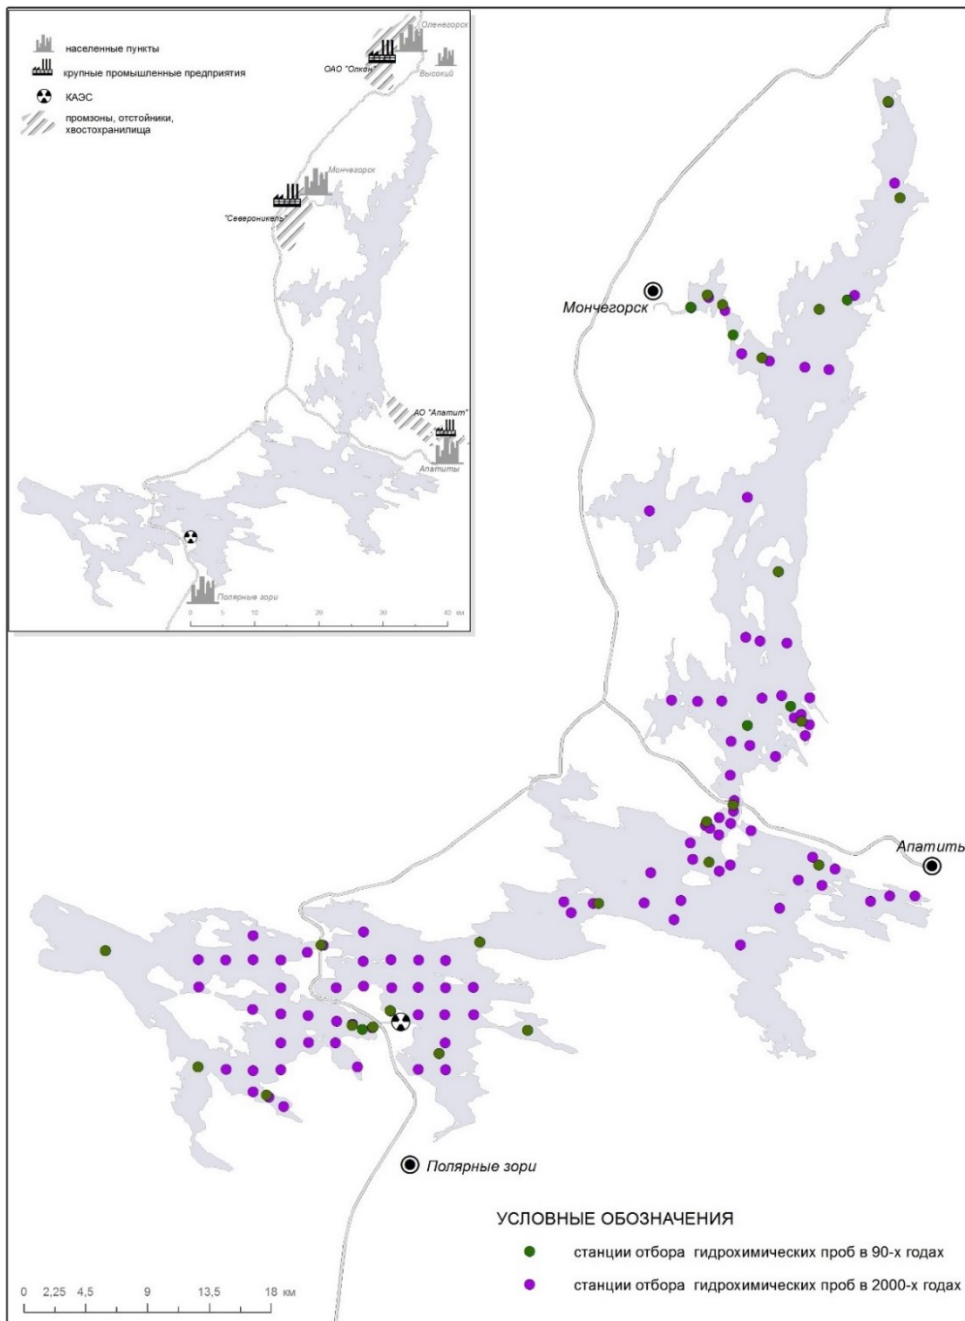 Оленегорск
населенные пункты
ОАО "Олкон"
крупные промышленные предприятия
Высокий
КАЭС
промзоны, отстойники,
хвостохранилища
Мончегорск
"Североникель"
АО "Апатит"
Апатиты
Полярные зори
0 5 10 20 30 40 км
Мончегорск
Апатиты
Полярные зори
УСЛОВНЫЕ ОБОЗНАЧЕНИЯ
станции отбора гидрохимических проб в 90-х годах
станции отбора гидрохимических проб в 2000-х годах
0 2,25 4,5 9 13,5 18 км